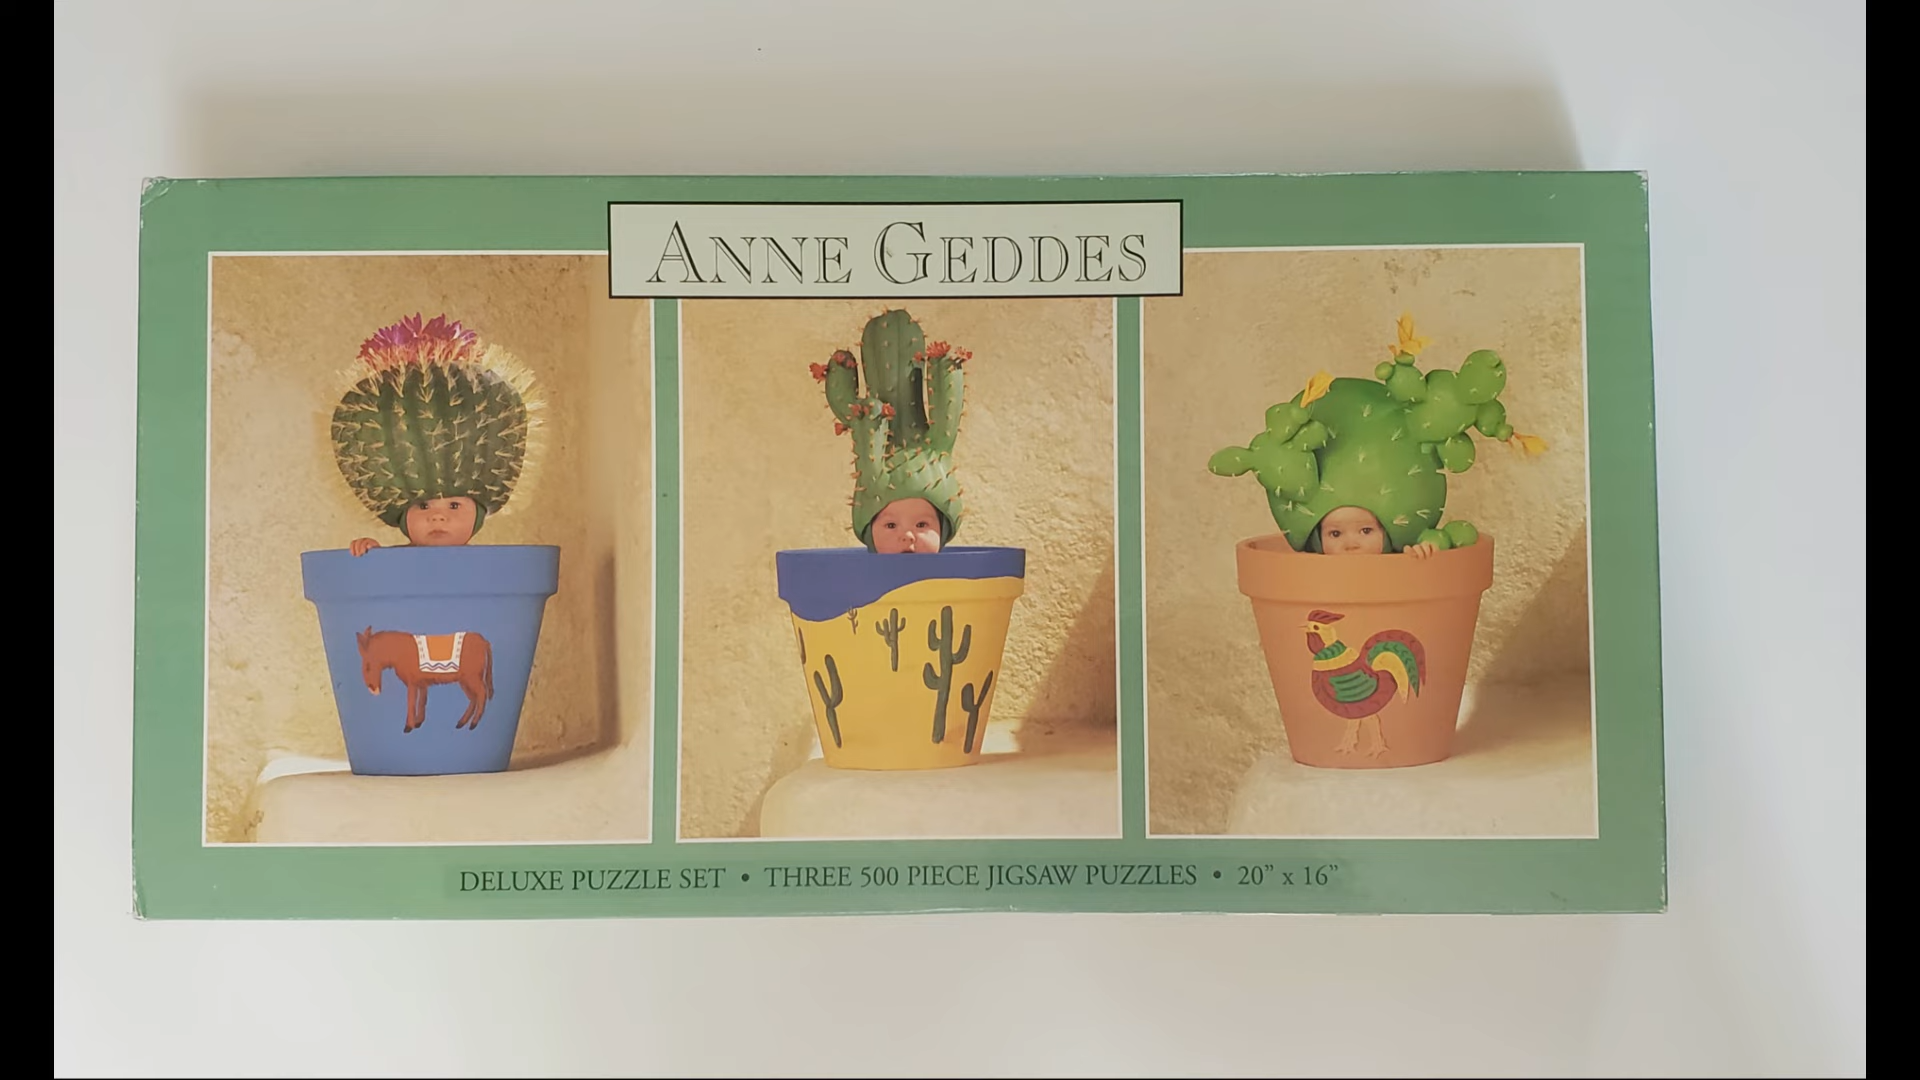 ANNE GEDDES
DELUXE PUZZLE SET • THREE 500 PIECE JIGSAW PUZZLES • 20” x 16”